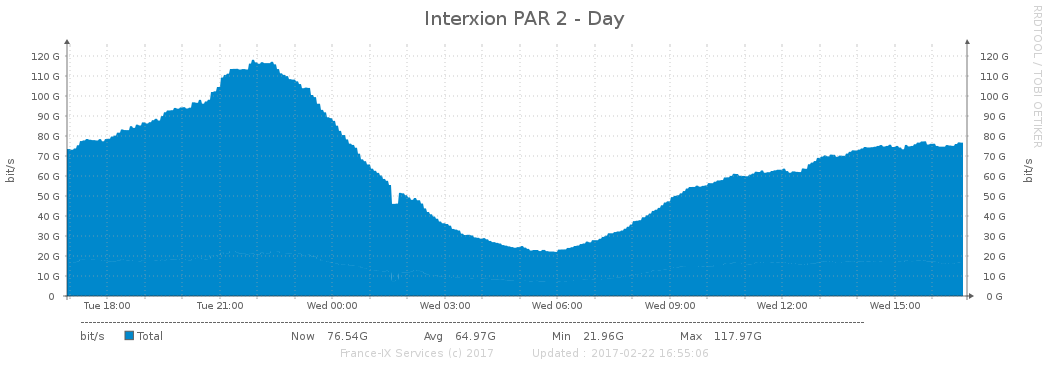 Interxion PAR 2 - Day
RRDTOOL / TOBI OETIKER
120 G 120 G
110 G 110 G
100 G 100 G
90 G 90 G
80 G 80 G
70 G 70 G
60 G 60 G
50 G 50 G
40 G 40 G
30 G 30 G
20 G 20 G
10 G 10 G
0 0 G
bit/s
bit/s
Tue 18:00 Tue 21:00 Wed 00:00 Wed 03:00 Wed 06:00 Wed 09:00 Wed 12:00 Wed 15:00
bit/s Total Now 76.54G Avg 64.97G Min 21.96G Max 117.97G
France-IX Services (c) 2017 Updated : 2017-02-22 16:55:06